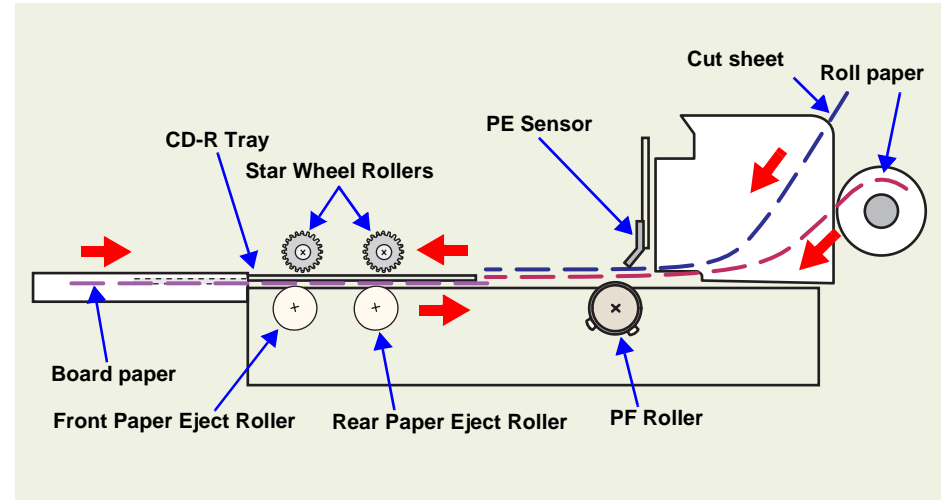 Cut sheet
Roll paper
PE Sensor
CD-R Tray
Star Wheel Rollers
Board paper
Front Paper Eject Roller
Rear Paper Eject Roller
PF Roller